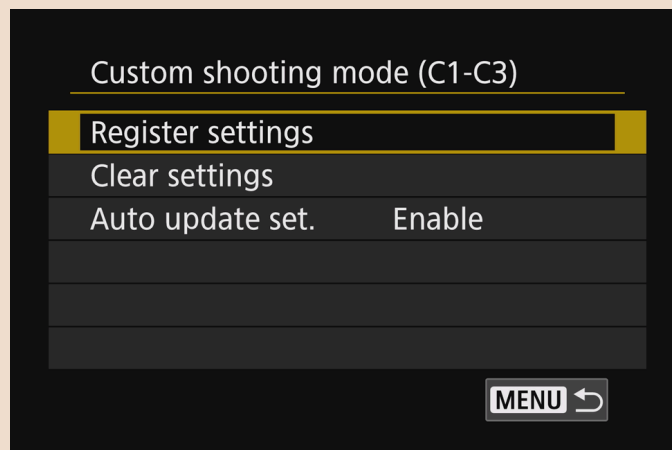 Custom shooting mode (C1-C3)
Register settings
Clear settings
Auto update set. Enable
MENU